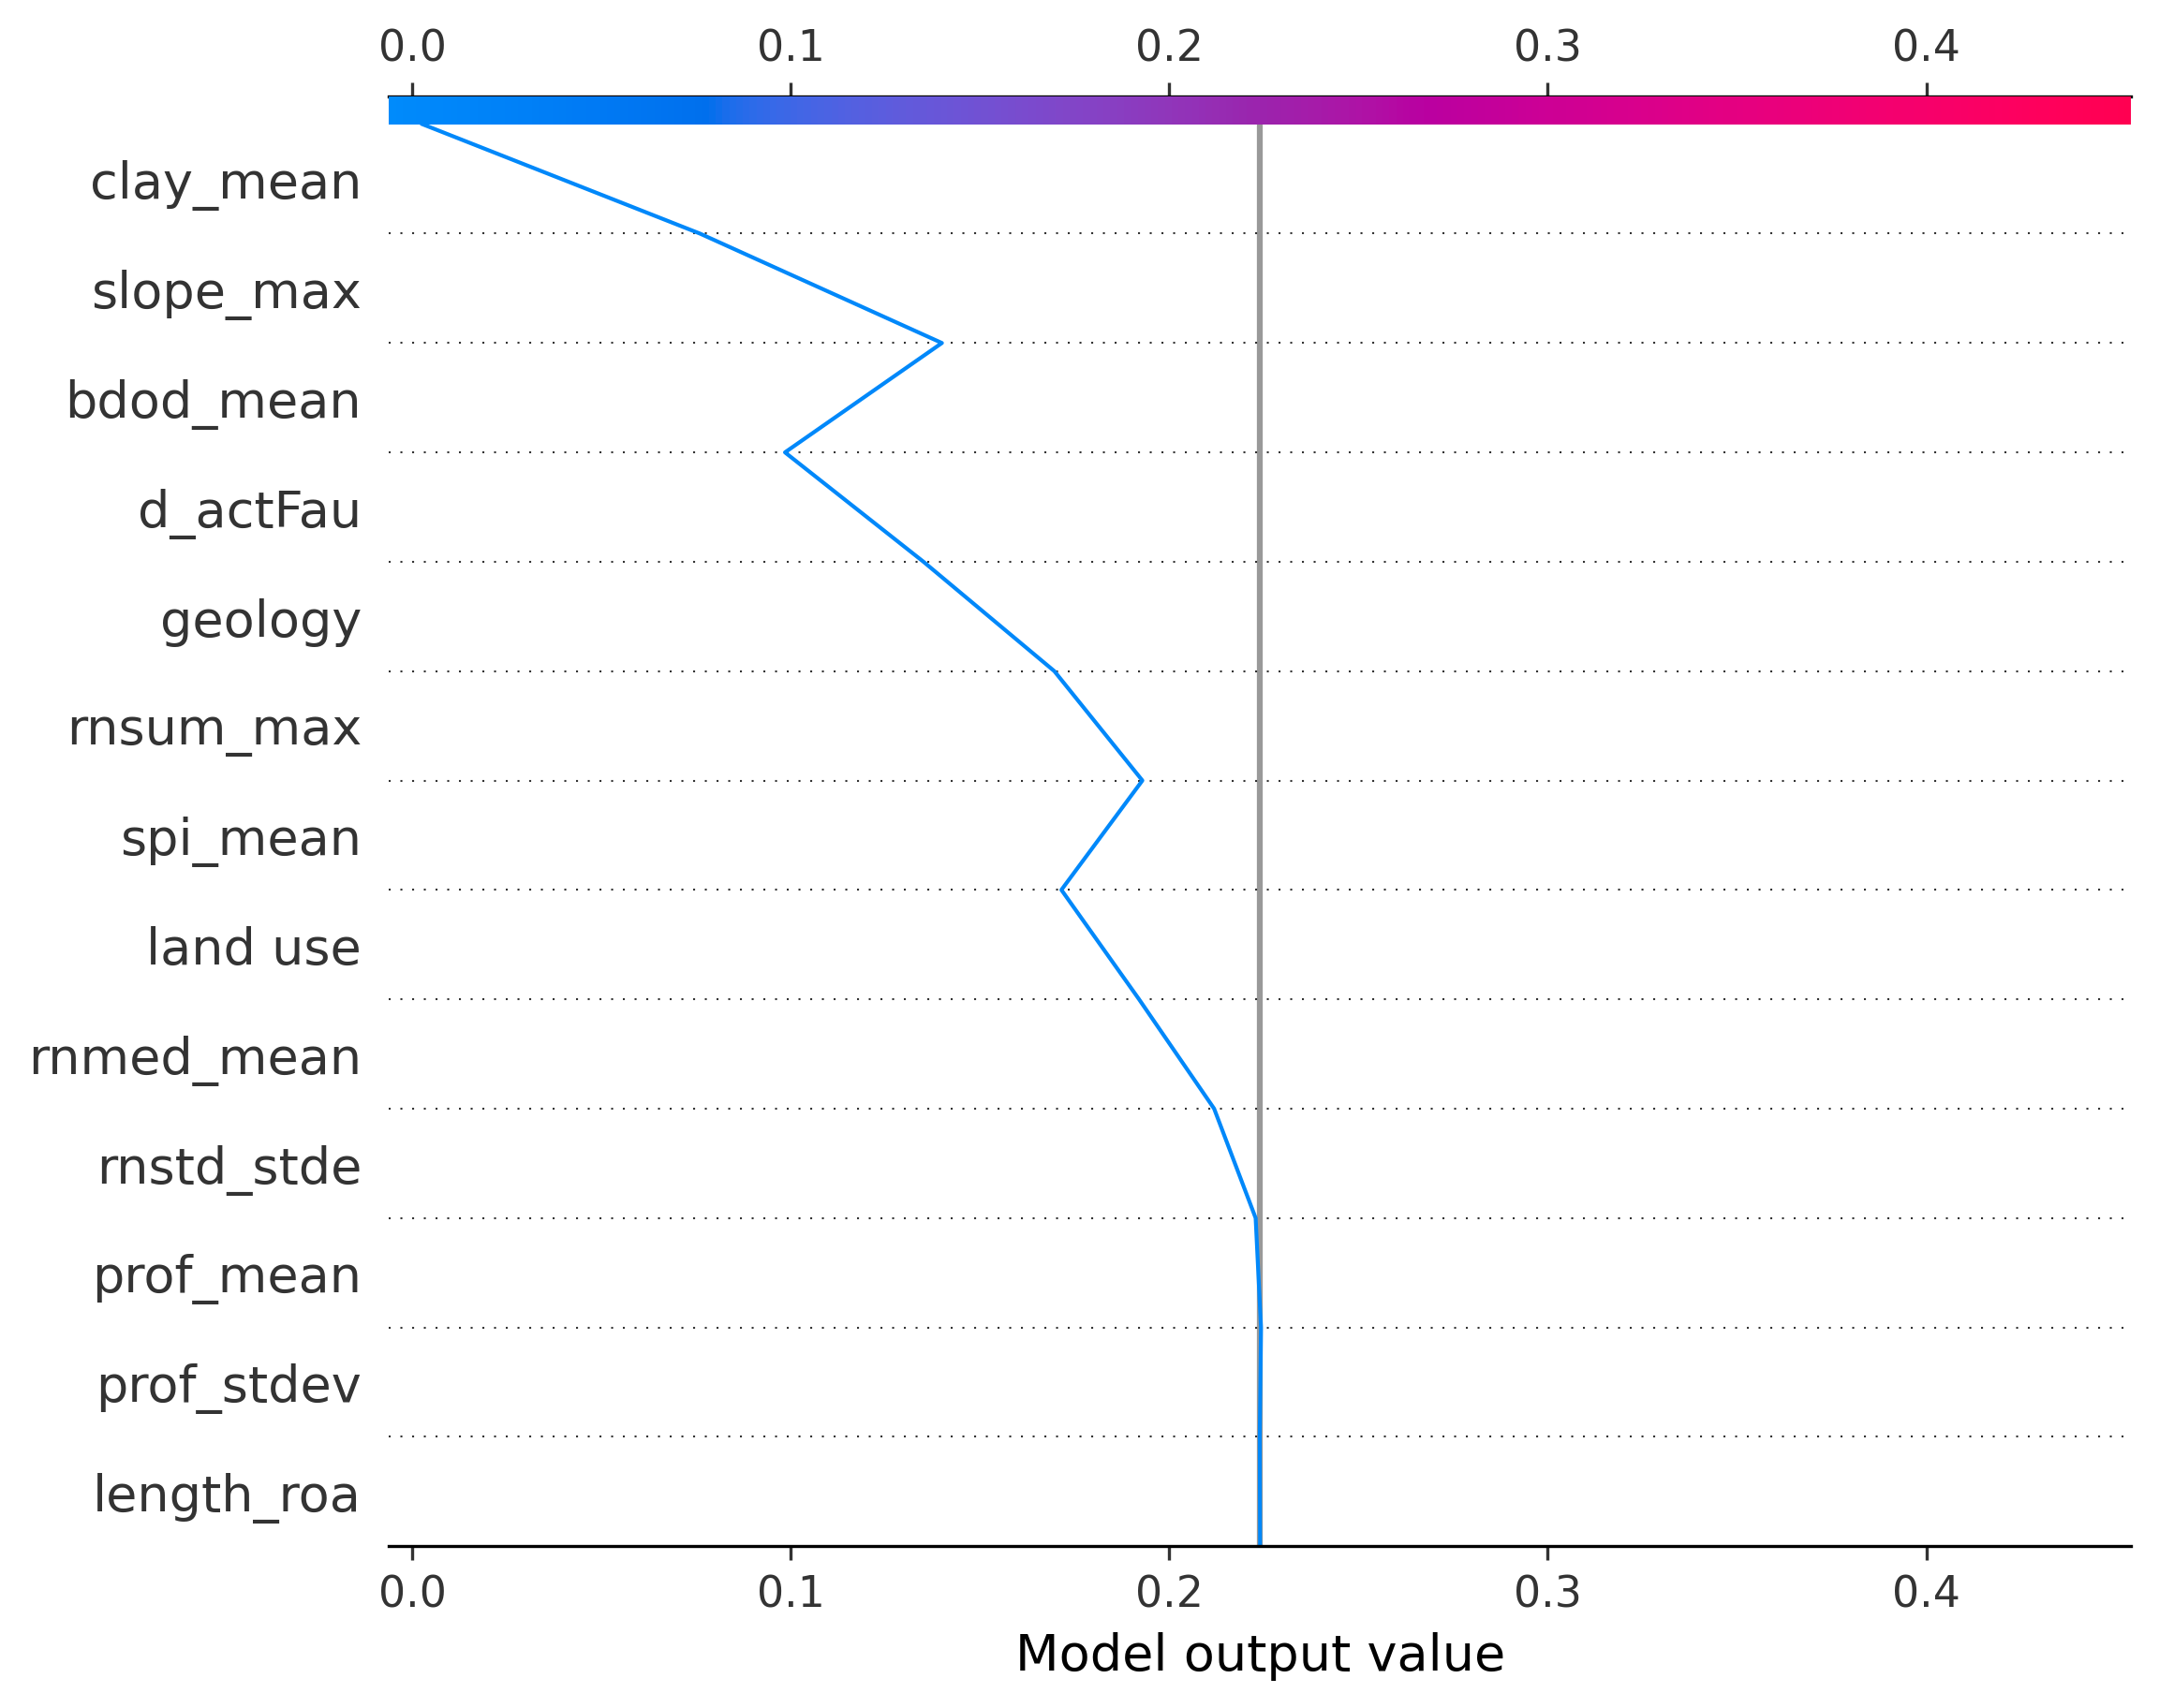 0.0 0.1 0.2 0.3 0.4
clay_mean
slope_max
bdod_mean
d_actFau
geology
rnsum_max
spi_mean
land use
rnmed_mean
rnstd_stde
prof_mean
prof_stdev
length_roa
0.0 0.1 0.2 0.3 0.4
Model output value